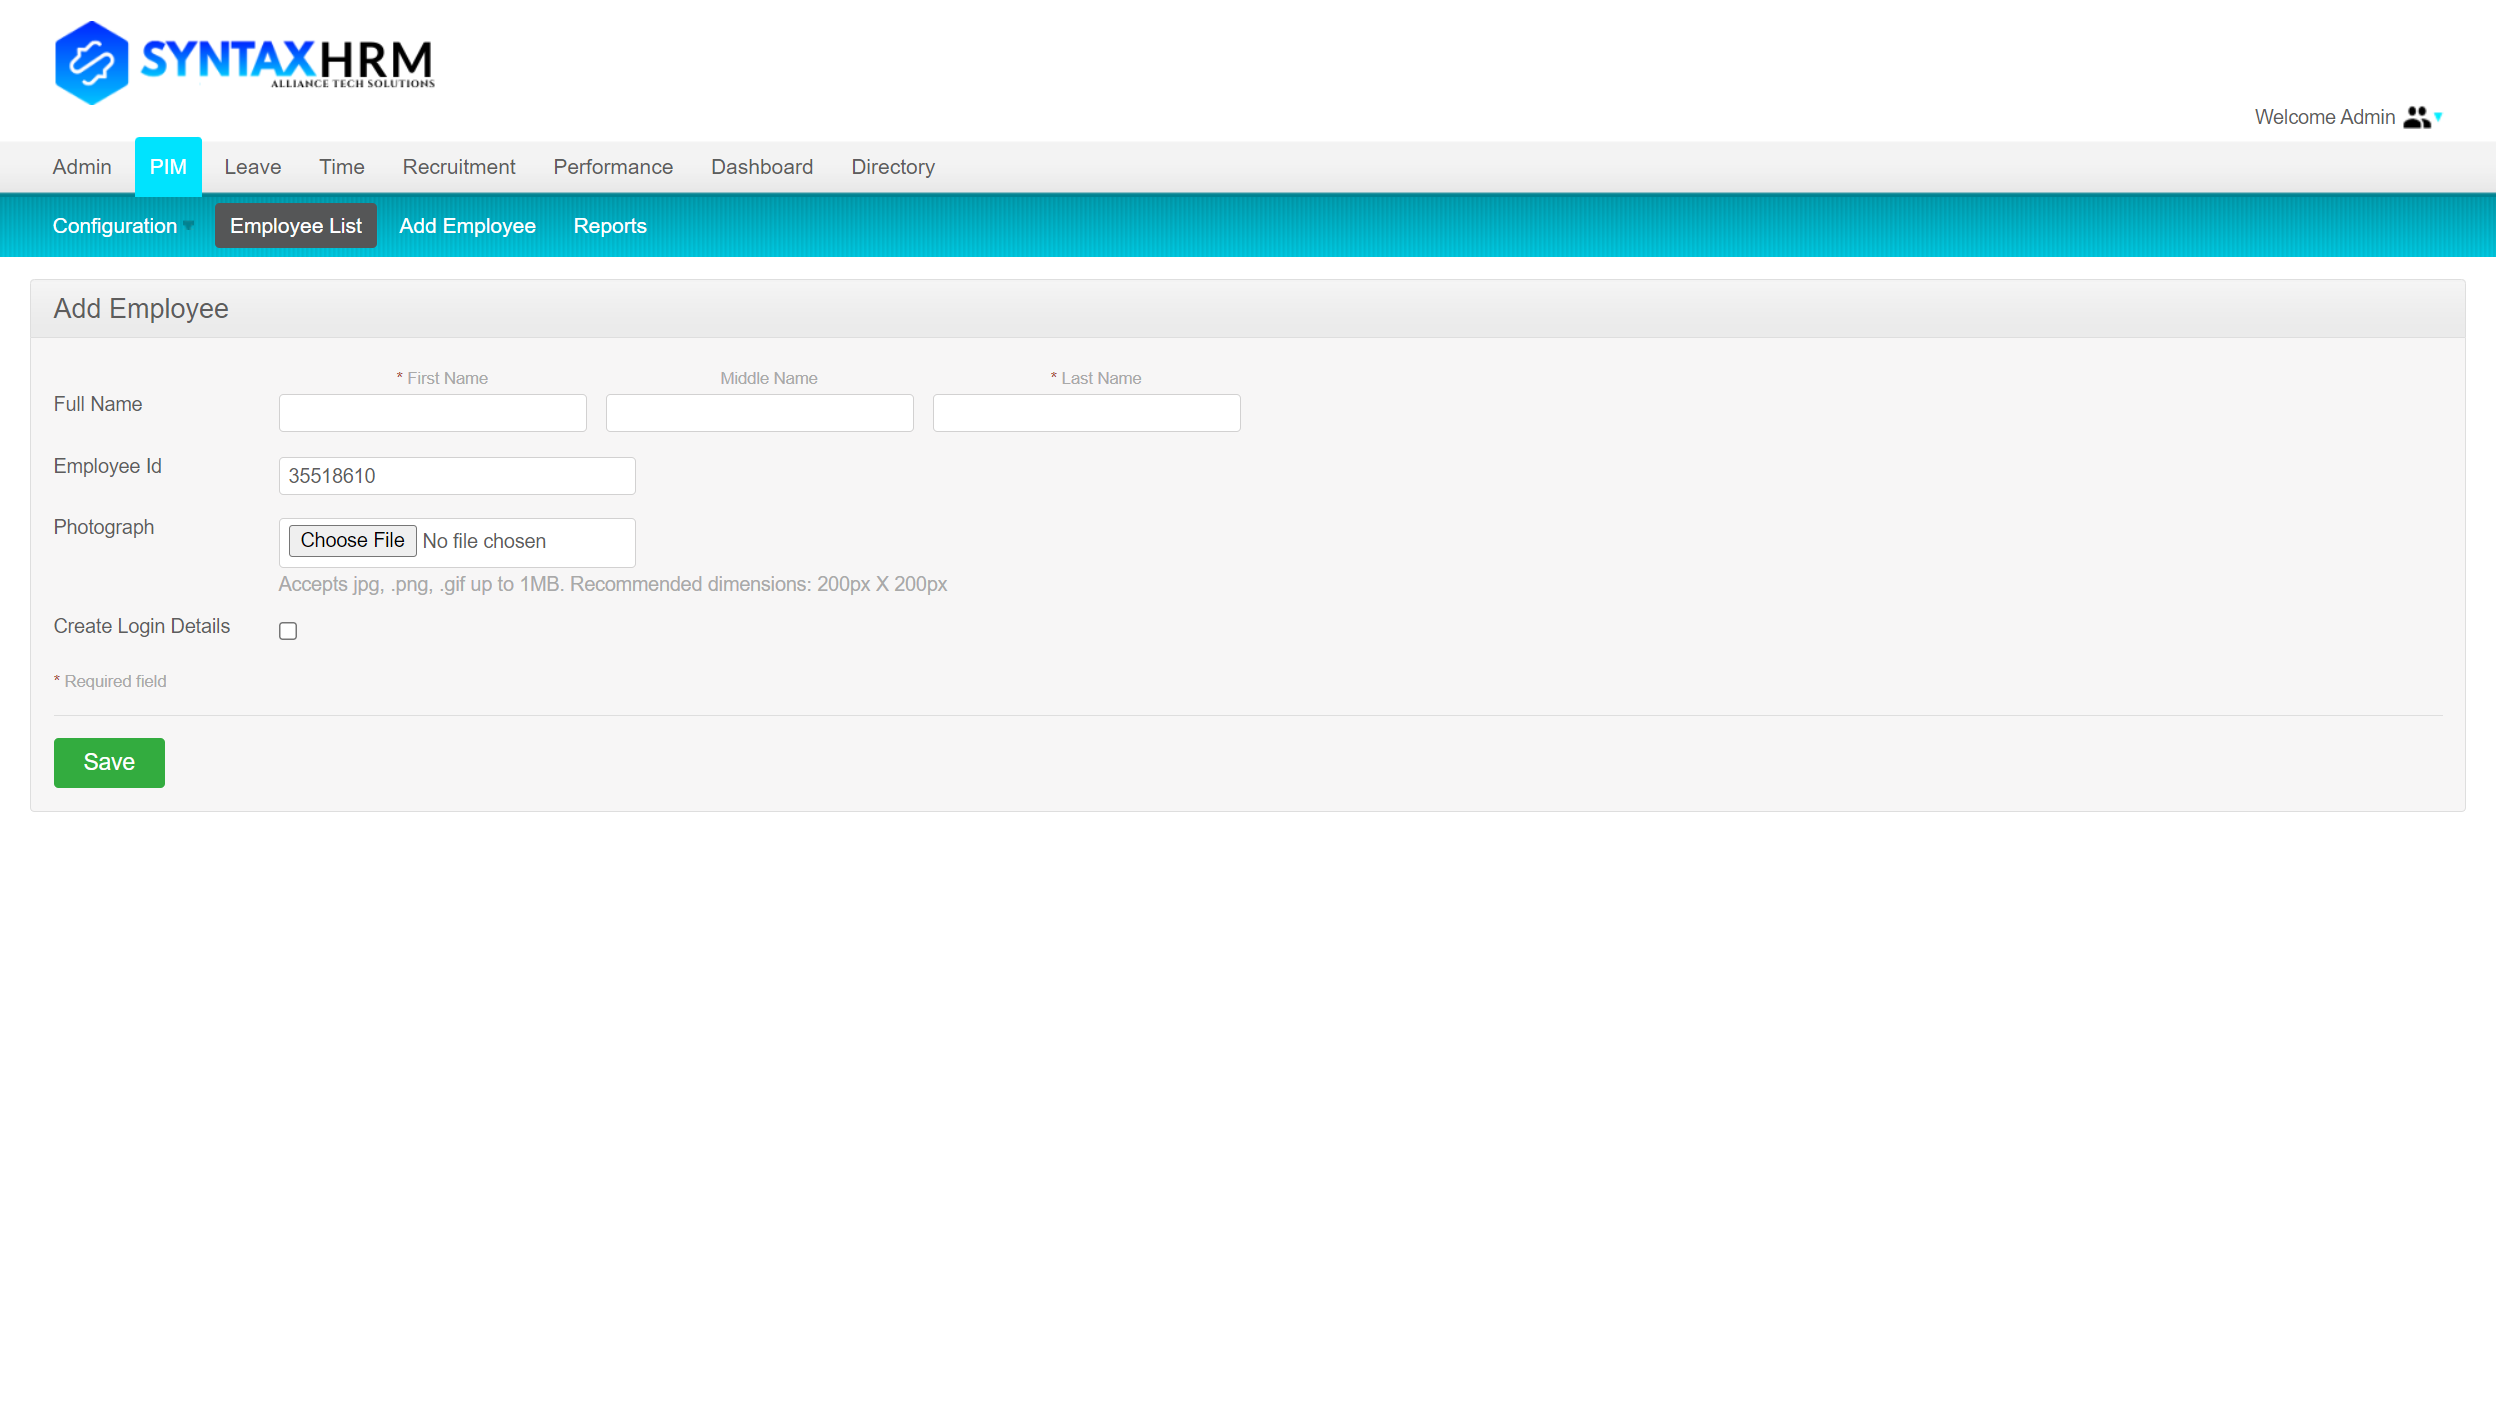 SYNTAXHRM
ALLIANCE TECH SOLUTIONS
Welcome Admin
Admin PIM Leave Time Recruitment Performance Dashboard Directory
Configuration Employee List Add Employee Reports
Add Employee
* First Name Middle Name * Last Name
Full Name
Employee Id 35518610
Photograph Choose File No file chosen
Accepts jpg, .png, .gif up to 1MB. Recommended dimensions: 200px X 200px
Create Login Details
* Required field
Save